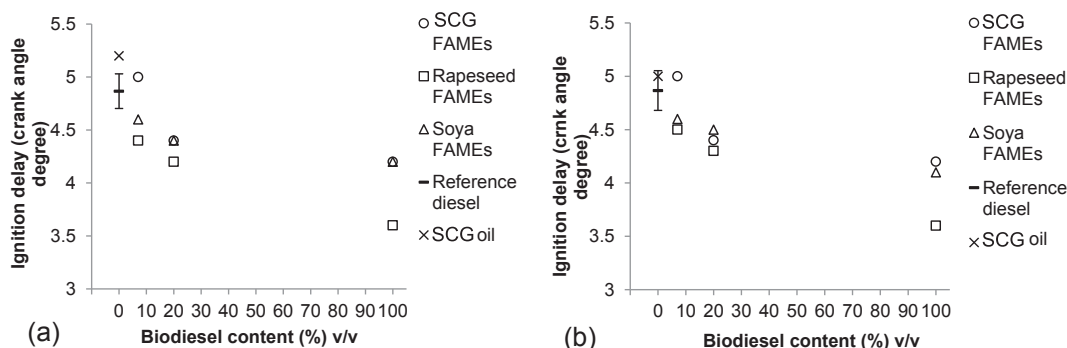 5.5
5
4.5
4
3.5
3
0 10 20 30 40 50 60 70 80 90 100
Ignition delay (crank angle
degree)
Biodiesel content (%) v/v
SCG
FAMEs
Rapeseed
FAMEs
Soya
FAMEs
Reference
diesel
SCG oil
(a)
5.5
5
4.5
4
3.5
3
0 10 20 30 40 50 60 70 80 90 100
Ignition delay (crnk angle
degree)
Biodiesel content (%) v/v
SCG
FAMEs
Rapeseed
FAMEs
Soya
FAMEs
Reference
diesel
SCG oil
(b)